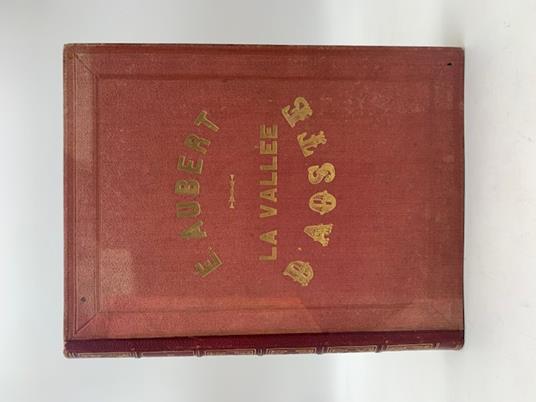 É. AUBERT
LA VALLÉE
D'AOSTE